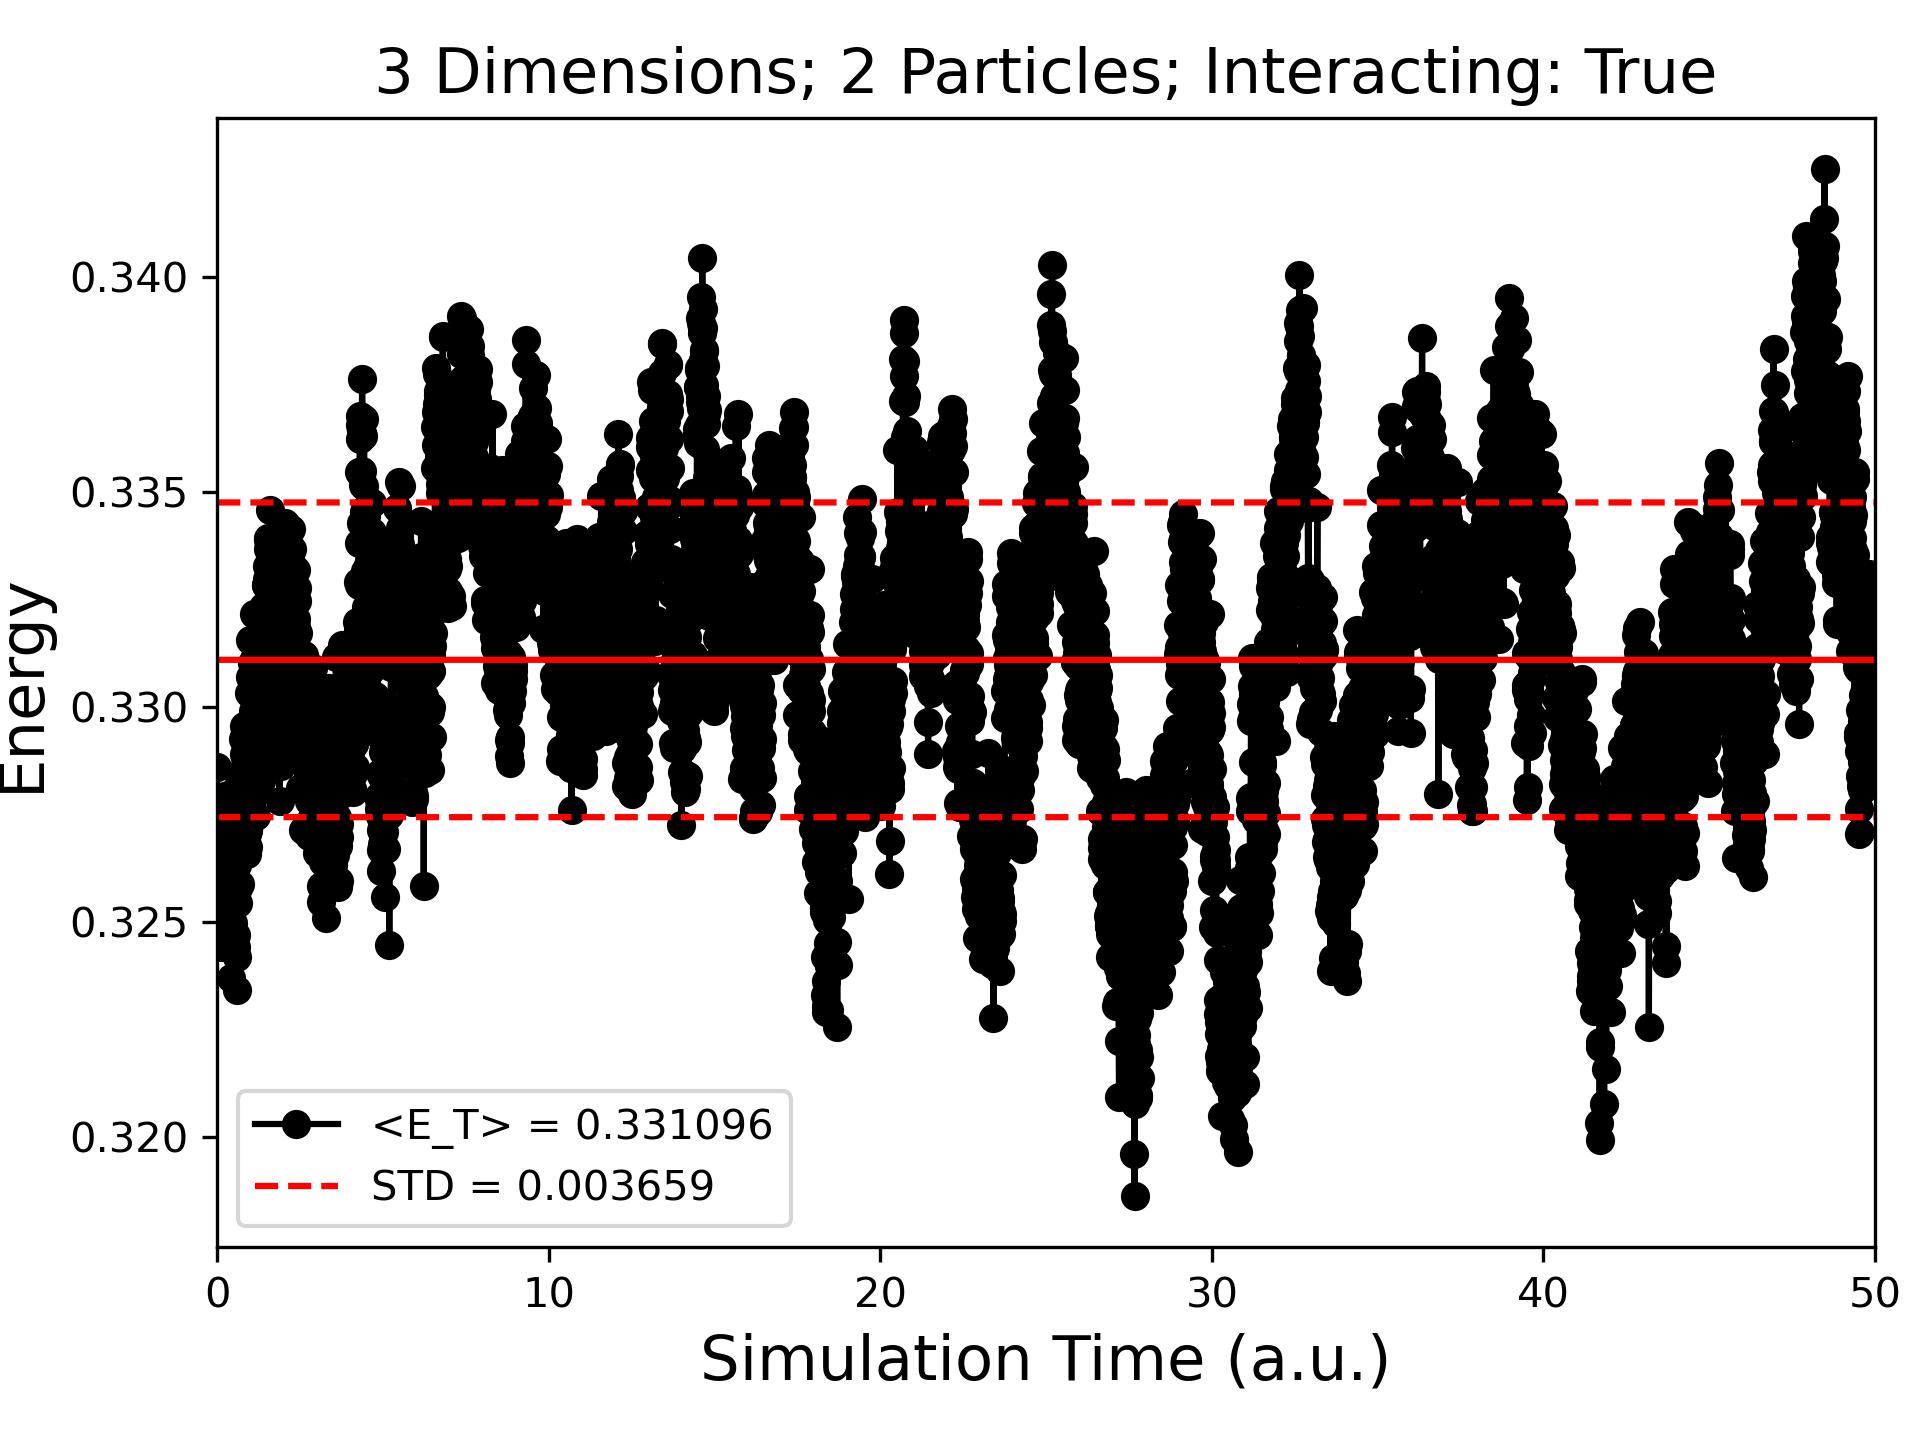 3 Dimensions; 2 Particles; Interacting: True
Energy
0.340
0.335
0.330
0.325
0.320
<E_T> = 0.331096
STD = 0.003659
0 10 20 30 40 50
Simulation Time (a.u.)